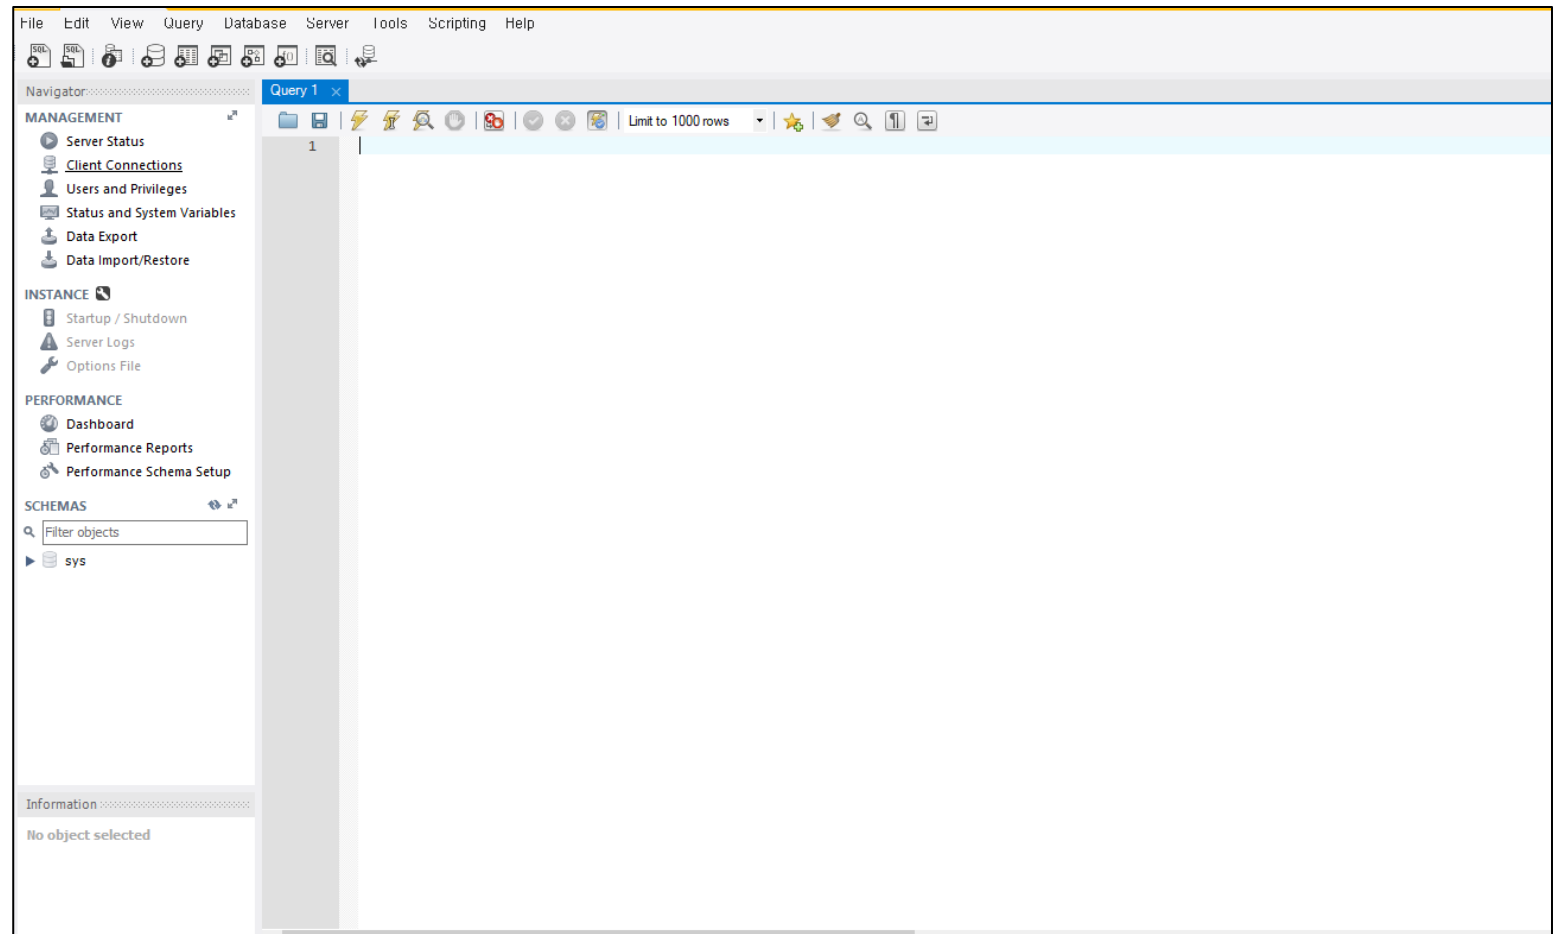 File Edit View Query Database Server Tools Scripting Help
SQL SQL
Navigator
Query 1
MANAGEMENT
Limit to 1000 rows
Server Status
1
Client Connections
Users and Privileges
Status and System Variables
Data Export
Data Import/Restore
INSTANCE
Startup / Shutdown
Server Logs
Options File
PERFORMANCE
Dashboard
Performance Reports
Performance Schema Setup
SCHEMAS
Filter objects
sys
Information
No object selected